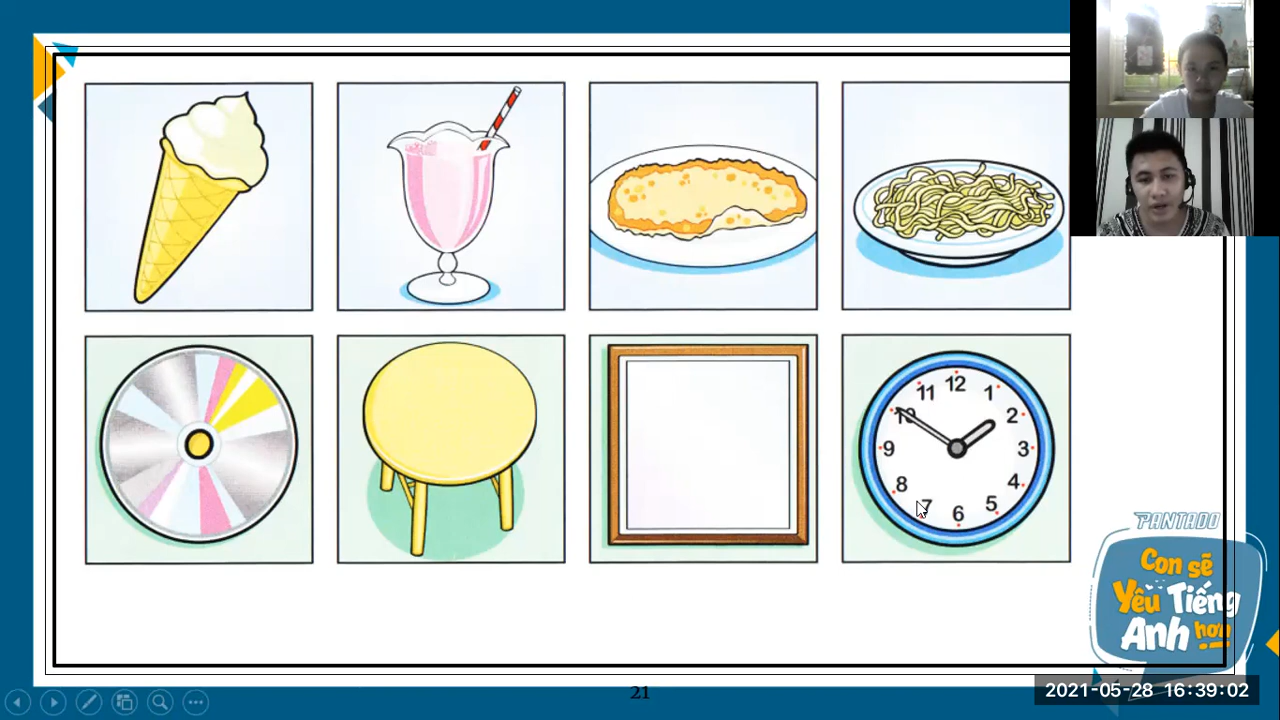 11 12 1
10 2
9 3
8 4
7 6 5
PANTADO
Con sẽ
Yêu Tiếng
Anh hơn
21
2021-05-28 16:39:02